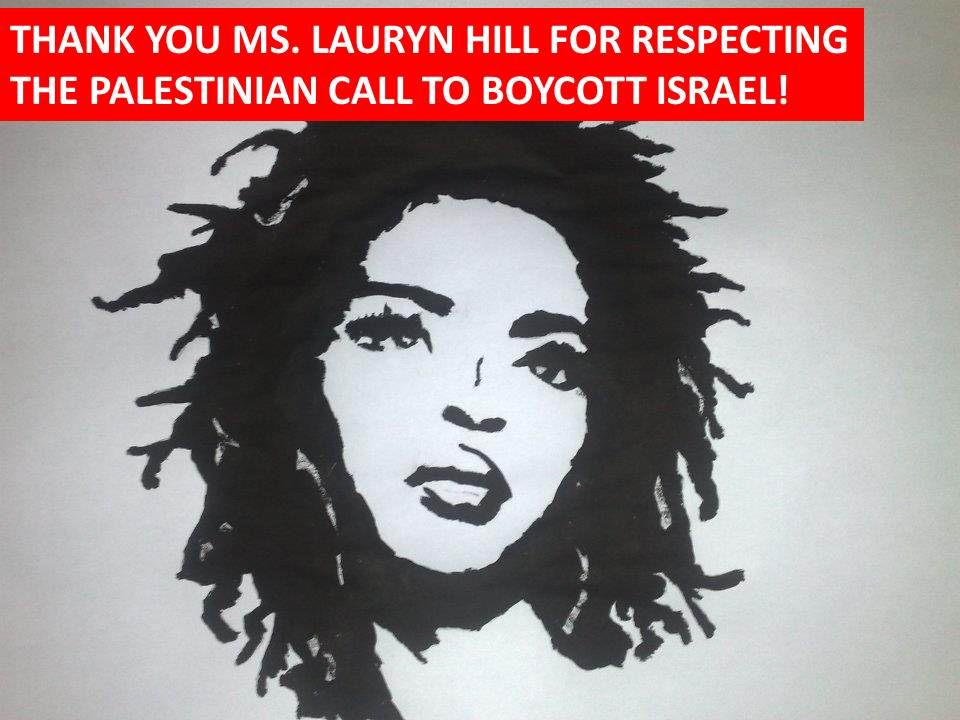 THANK YOU MS. LAURYN HILL FOR RESPECTING
THE PALESTINIAN CALL TO BOYCOTT ISRAEL!